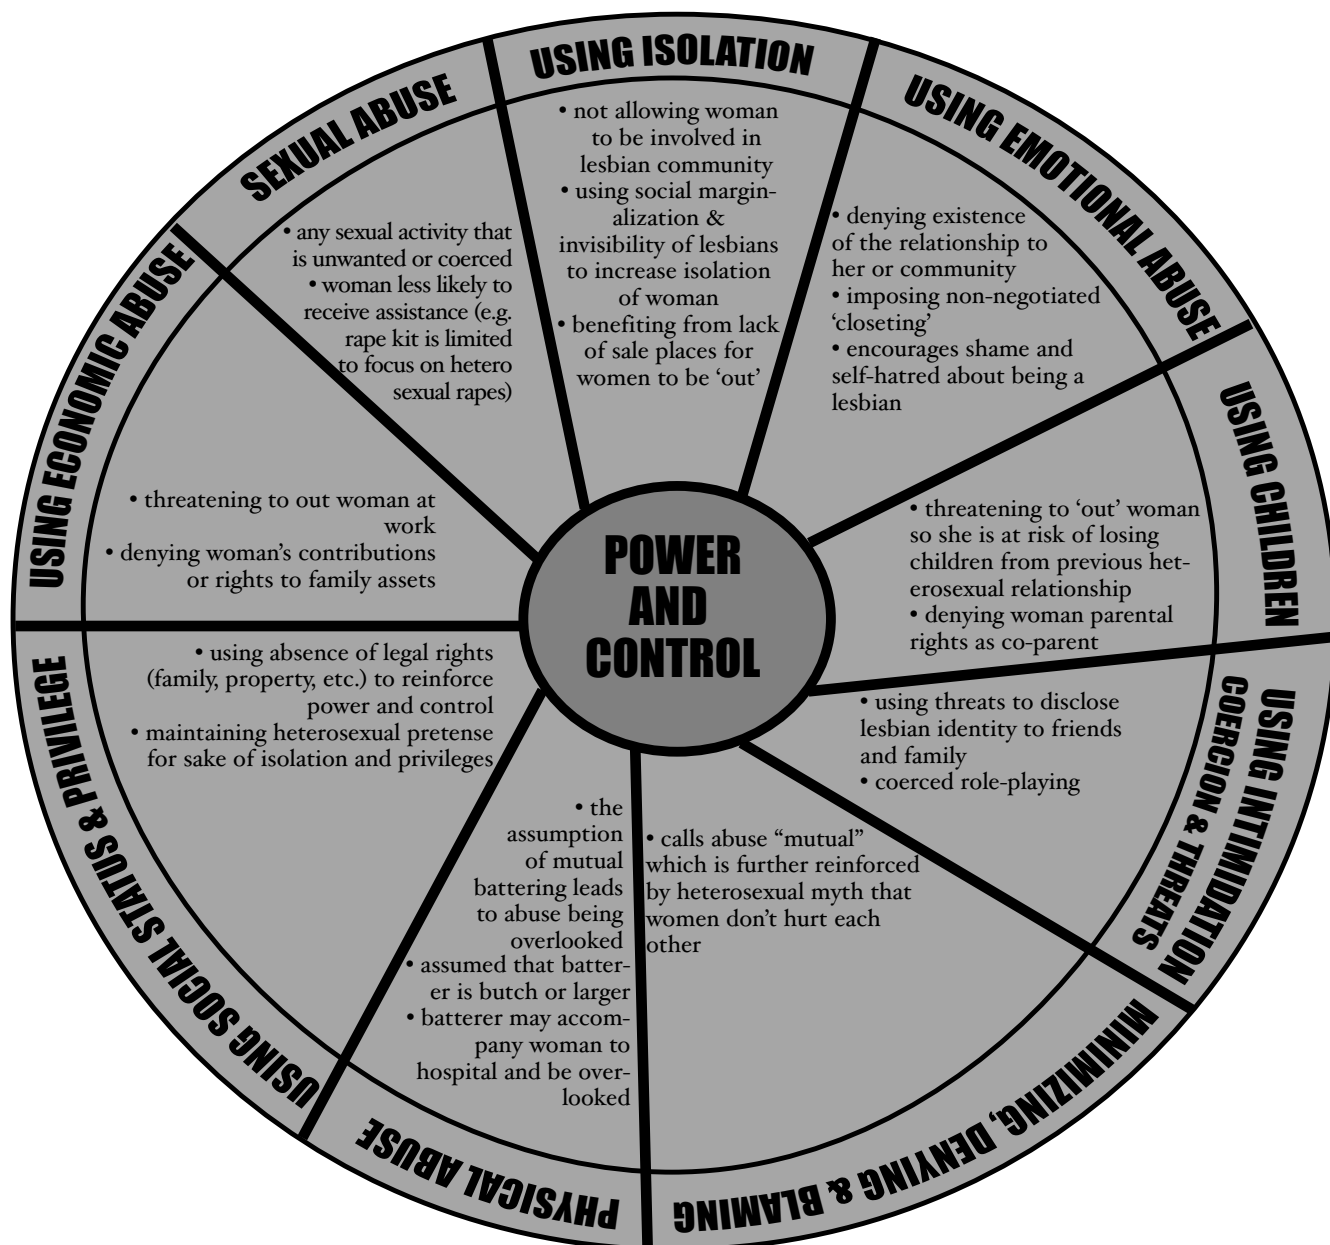 USING ISOLATION
• not allowing woman
to be involved in
lesbian community
• using social margin-
alization &
invisibility of lesbians
to increase isolation
of woman
• benefiting from lack
of sale places for
women to be ‘out’
USING EMOTIONAL ABUSE
• denying existence
of the relationship to
her or community
• imposing non-negotiated
‘closeting’
• encourages shame and
self-hatred about being a
lesbian
USING CHILDREN
• threatening to ‘out’ woman
so she is at risk of losing
children from previous het-
erosexual relationship
• denying woman parental
rights as co-parent
USING INTIMIDATION
COERCION & THREATS
• using threats to disclose
lesbian identity to friends
and family
• coerced role-playing
MINIMIZING, DENYING & BLAMING
• calls abuse “mutual”
which is further reinforced
by heterosexual myth that
women don’t hurt each
other
PHYSICAL ABUSE
• the
assumption
of mutual
battering leads
to abuse being
overlooked
• assumed that batter-
er is butch or larger
• batterer may accom-
pany woman to
hospital and be over-
looked
USING SOCIAL STATUS & PRIVILEGE
• using absence of legal rights
(family, property, etc.) to reinforce
power and control
• maintaining heterosexual pretense
for sake of isolation and privileges
USING ECONOMIC ABUSE
• threatening to out woman at
work
• denying woman’s contributions
or rights to family assets
SEXUAL ABUSE
• any sexual activity that
is unwanted or coerced
• woman less likely to
receive assistance (e.g.
rape kit is limited
to focus on hetero
sexual rapes)
POWER
AND
CONTROL